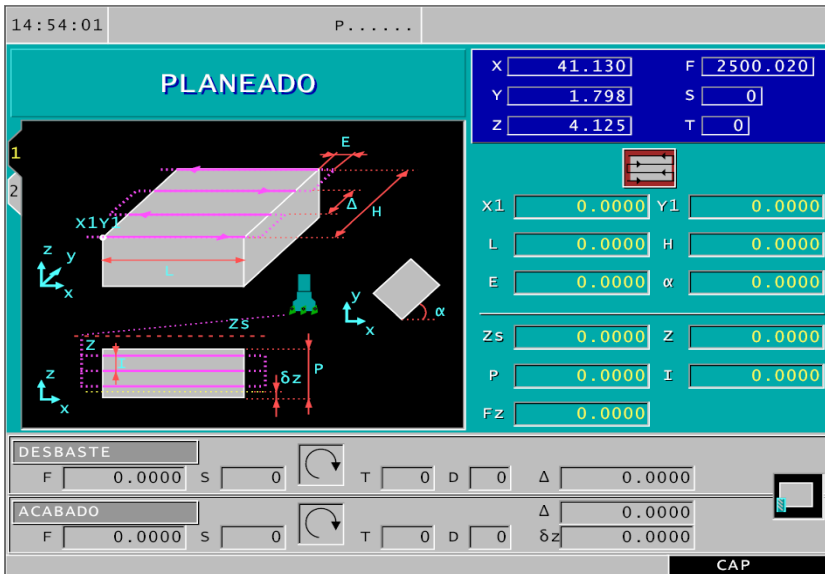 14:54:01 P......
PLANEADO
X 41.130 F 2500.020
Y 1.798 S 0
Z 4.125 T 0
1
2
E
Δ
H
X1Y1
L
z y
x
Zs
y
x
α
Z
I
P
δz
z
x
X1 0.0000 Y1 0.0000
L 0.0000 H 0.0000
E 0.0000 α 0.0000
Zs 0.0000 Z 0.0000
P 0.0000 I 0.0000
Fz 0.0000
DESBASTE
F 0.0000 S 0 T 0 D 0 Δ 0.0000
ACABADO
Δ 0.0000
F 0.0000 S 0 T 0 D 0 δz 0.0000
CAP